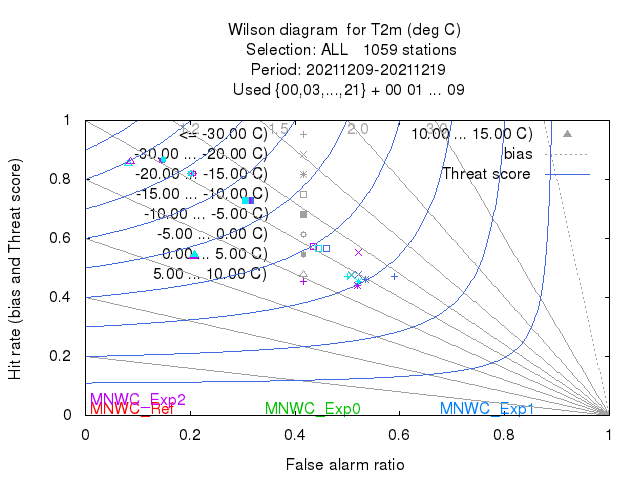 Wilson diagram for T2m (deg C)
Selection: ALL 1059 stations
Period: 20211209-20211219
Used {00,03,...,21} + 00 01 ... 09
Hit rate (bias and Threat score)
1
0.8
0.6
0.4
0.2
0
0 0.2 0.4 0.6 0.8 1
False alarm ratio
1.5 2.0
<= -30.00 C)
-30.00 ... -20.00 C)
-20.00 ... -15.00 C)
-15.00 ... -10.00 C)
-10.00 ... -5.00 C)
-5.00 ... 0.00 C)
0.00 ... 5.00 C)
5.00 ... 10.00 C)
10.00 ... 15.00 C)
bias
Threat score
MNWC_Exp2
MNWC_Ref MNWC_Exp0 MNWC_Exp1